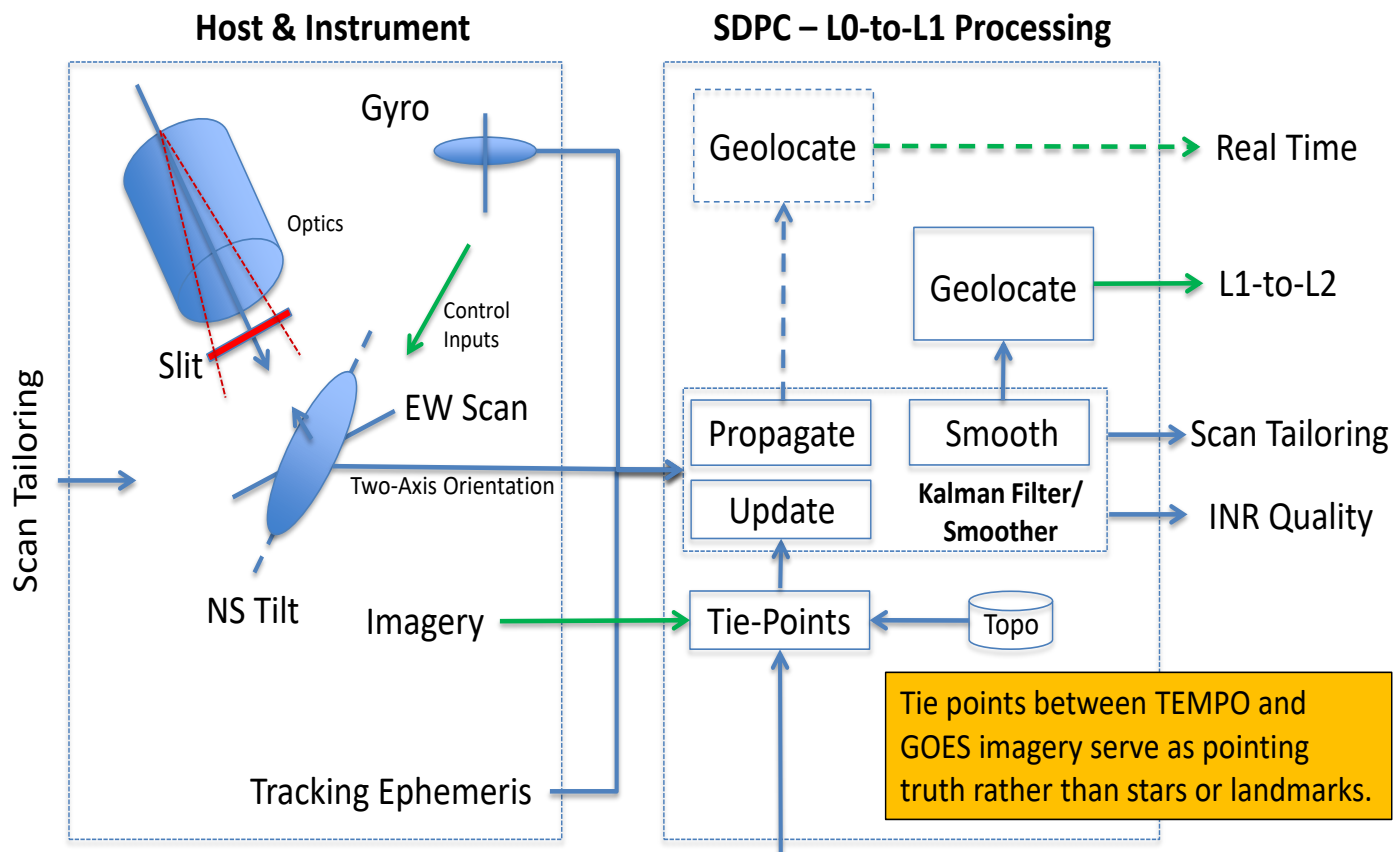 Host & Instrument
SDPC – L0-to-L1 Processing
Gyro
Optics
Control
Inputs
Slit
EW Scan
Two-Axis Orientation
NS Tilt
Imagery
Tracking Ephemeris
Scan Tailoring
Geolocate
Real Time
Geolocate
L1-to-L2
Propagate
Smooth
Update
Kalman Filter/
Smoother
Scan Tailoring
INR Quality
Tie-Points
Topo
Tie points between TEMPO and
GOES imagery serve as pointing
truth rather than stars or landmarks.